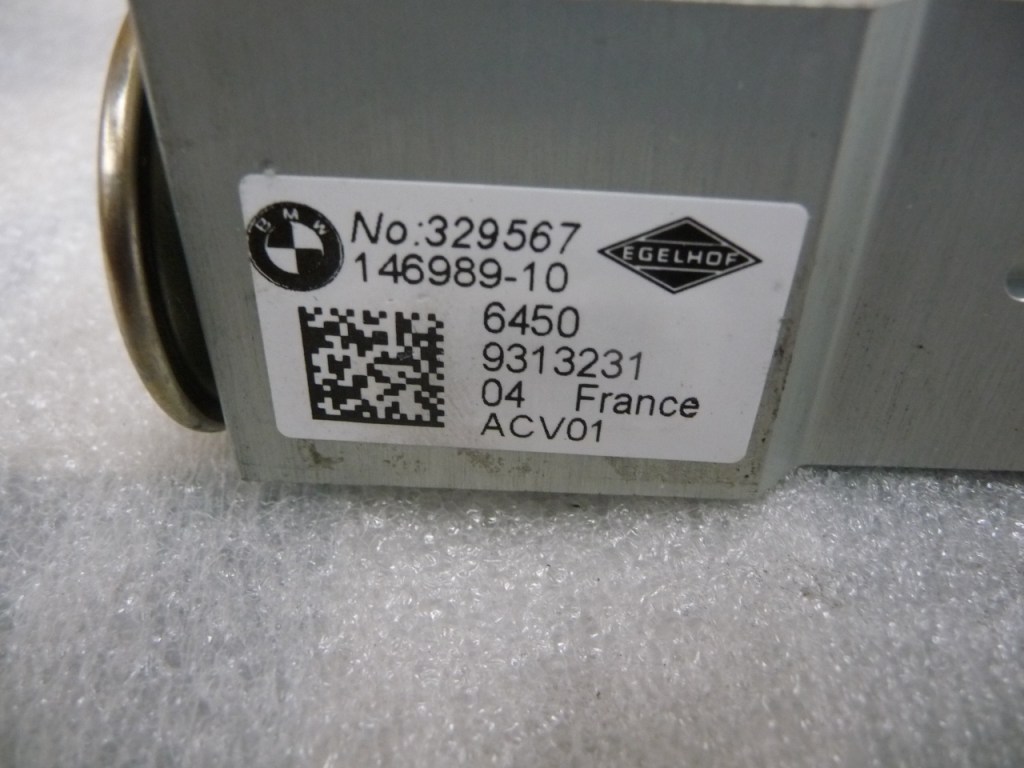 BMW
No:329567
EGELHOF
146989-10
6450
9313231
04 France
ACV01